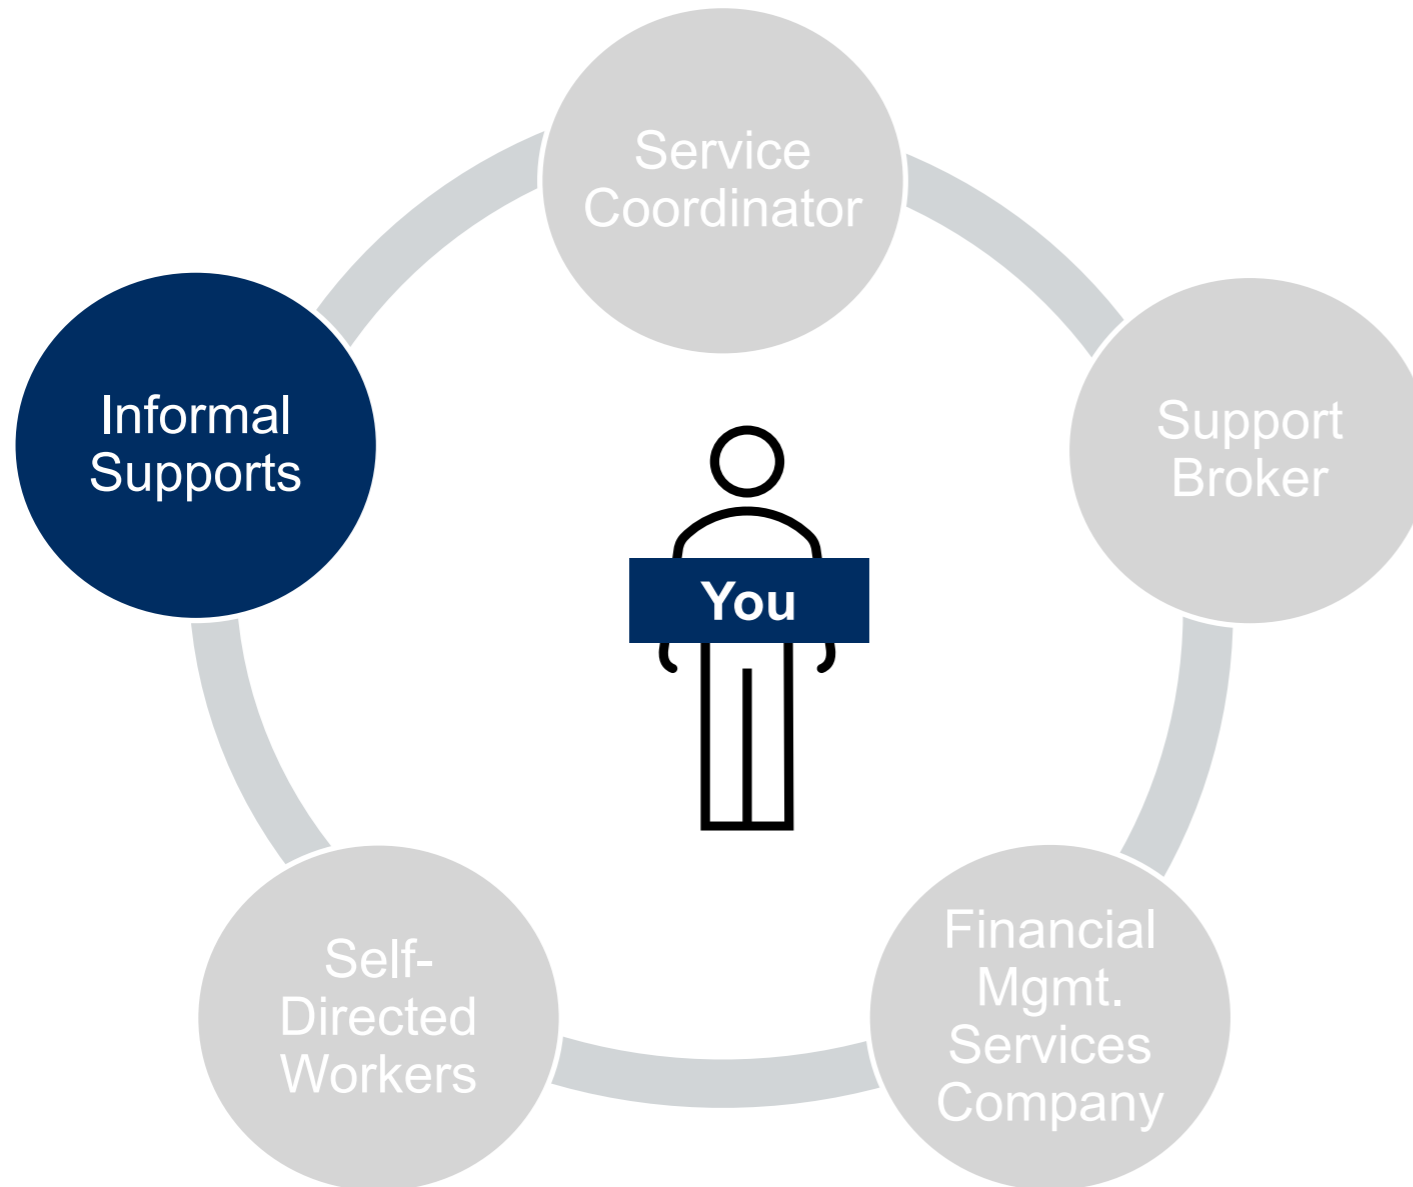 Service
Coordinator
Support
Broker
Financial
Mgmt.
Services
Company
Self-
Directed
Workers
Informal
Supports
You